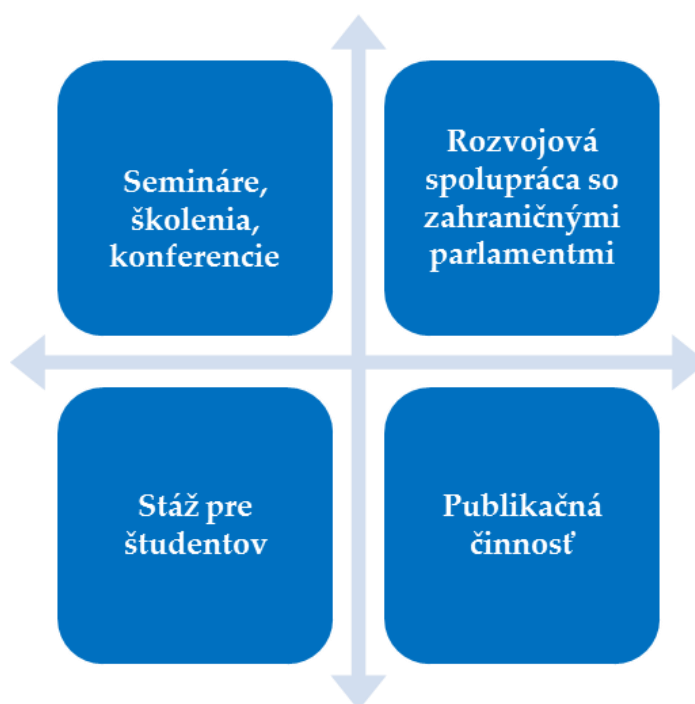 Semináre,
školenia,
konferencie
Rozvojová
spolupráca so
zahraničnými
parlamentmi
Stáž pre
študentov
Publikačná
činnosť